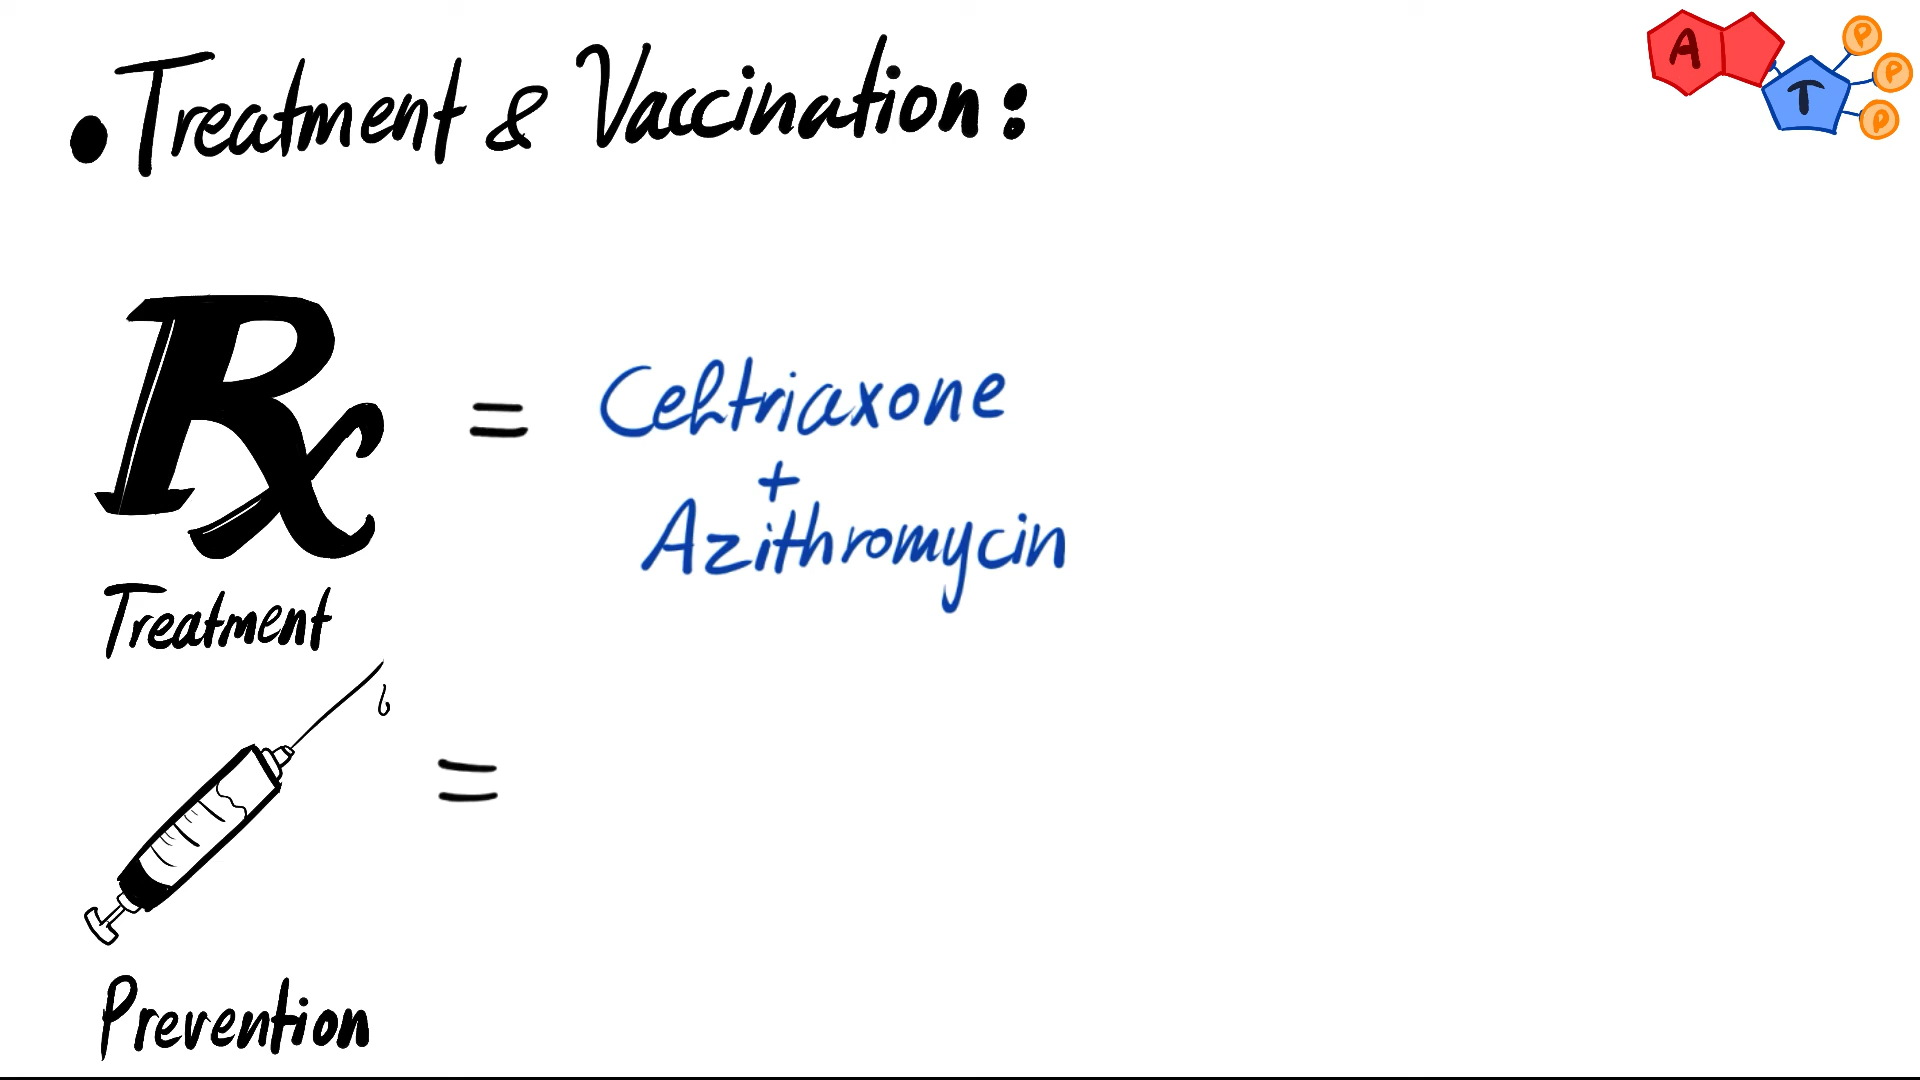 • Treatment & Vaccination:
A T P P P
Rx = Ceftriaxone
+
Azithromycin
Treatment
=
Prevention